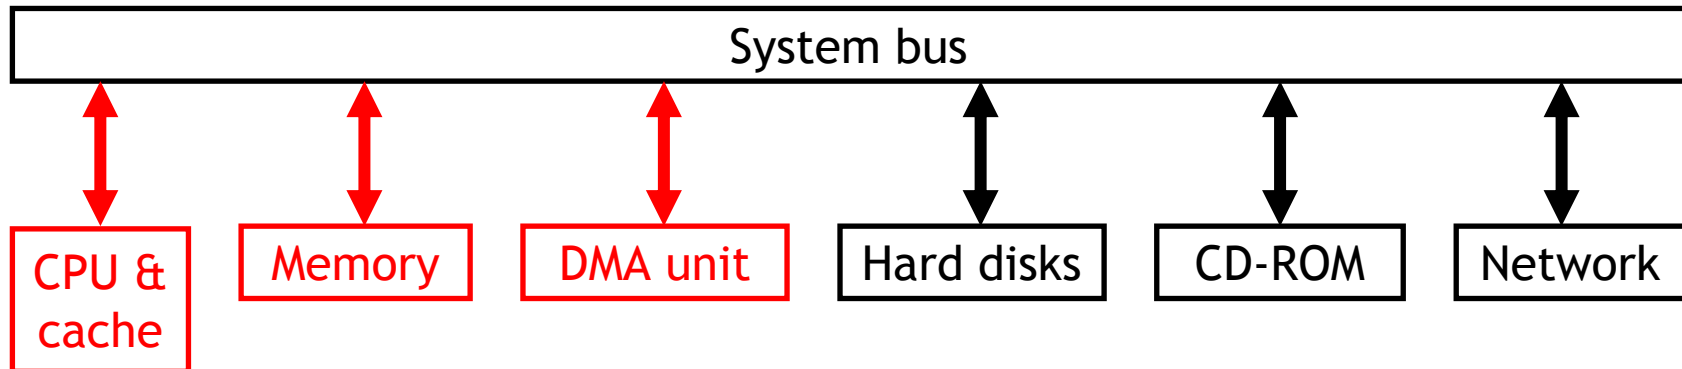 System bus
CPU &
cache
Memory
DMA unit
Hard disks
CD-ROM
Network